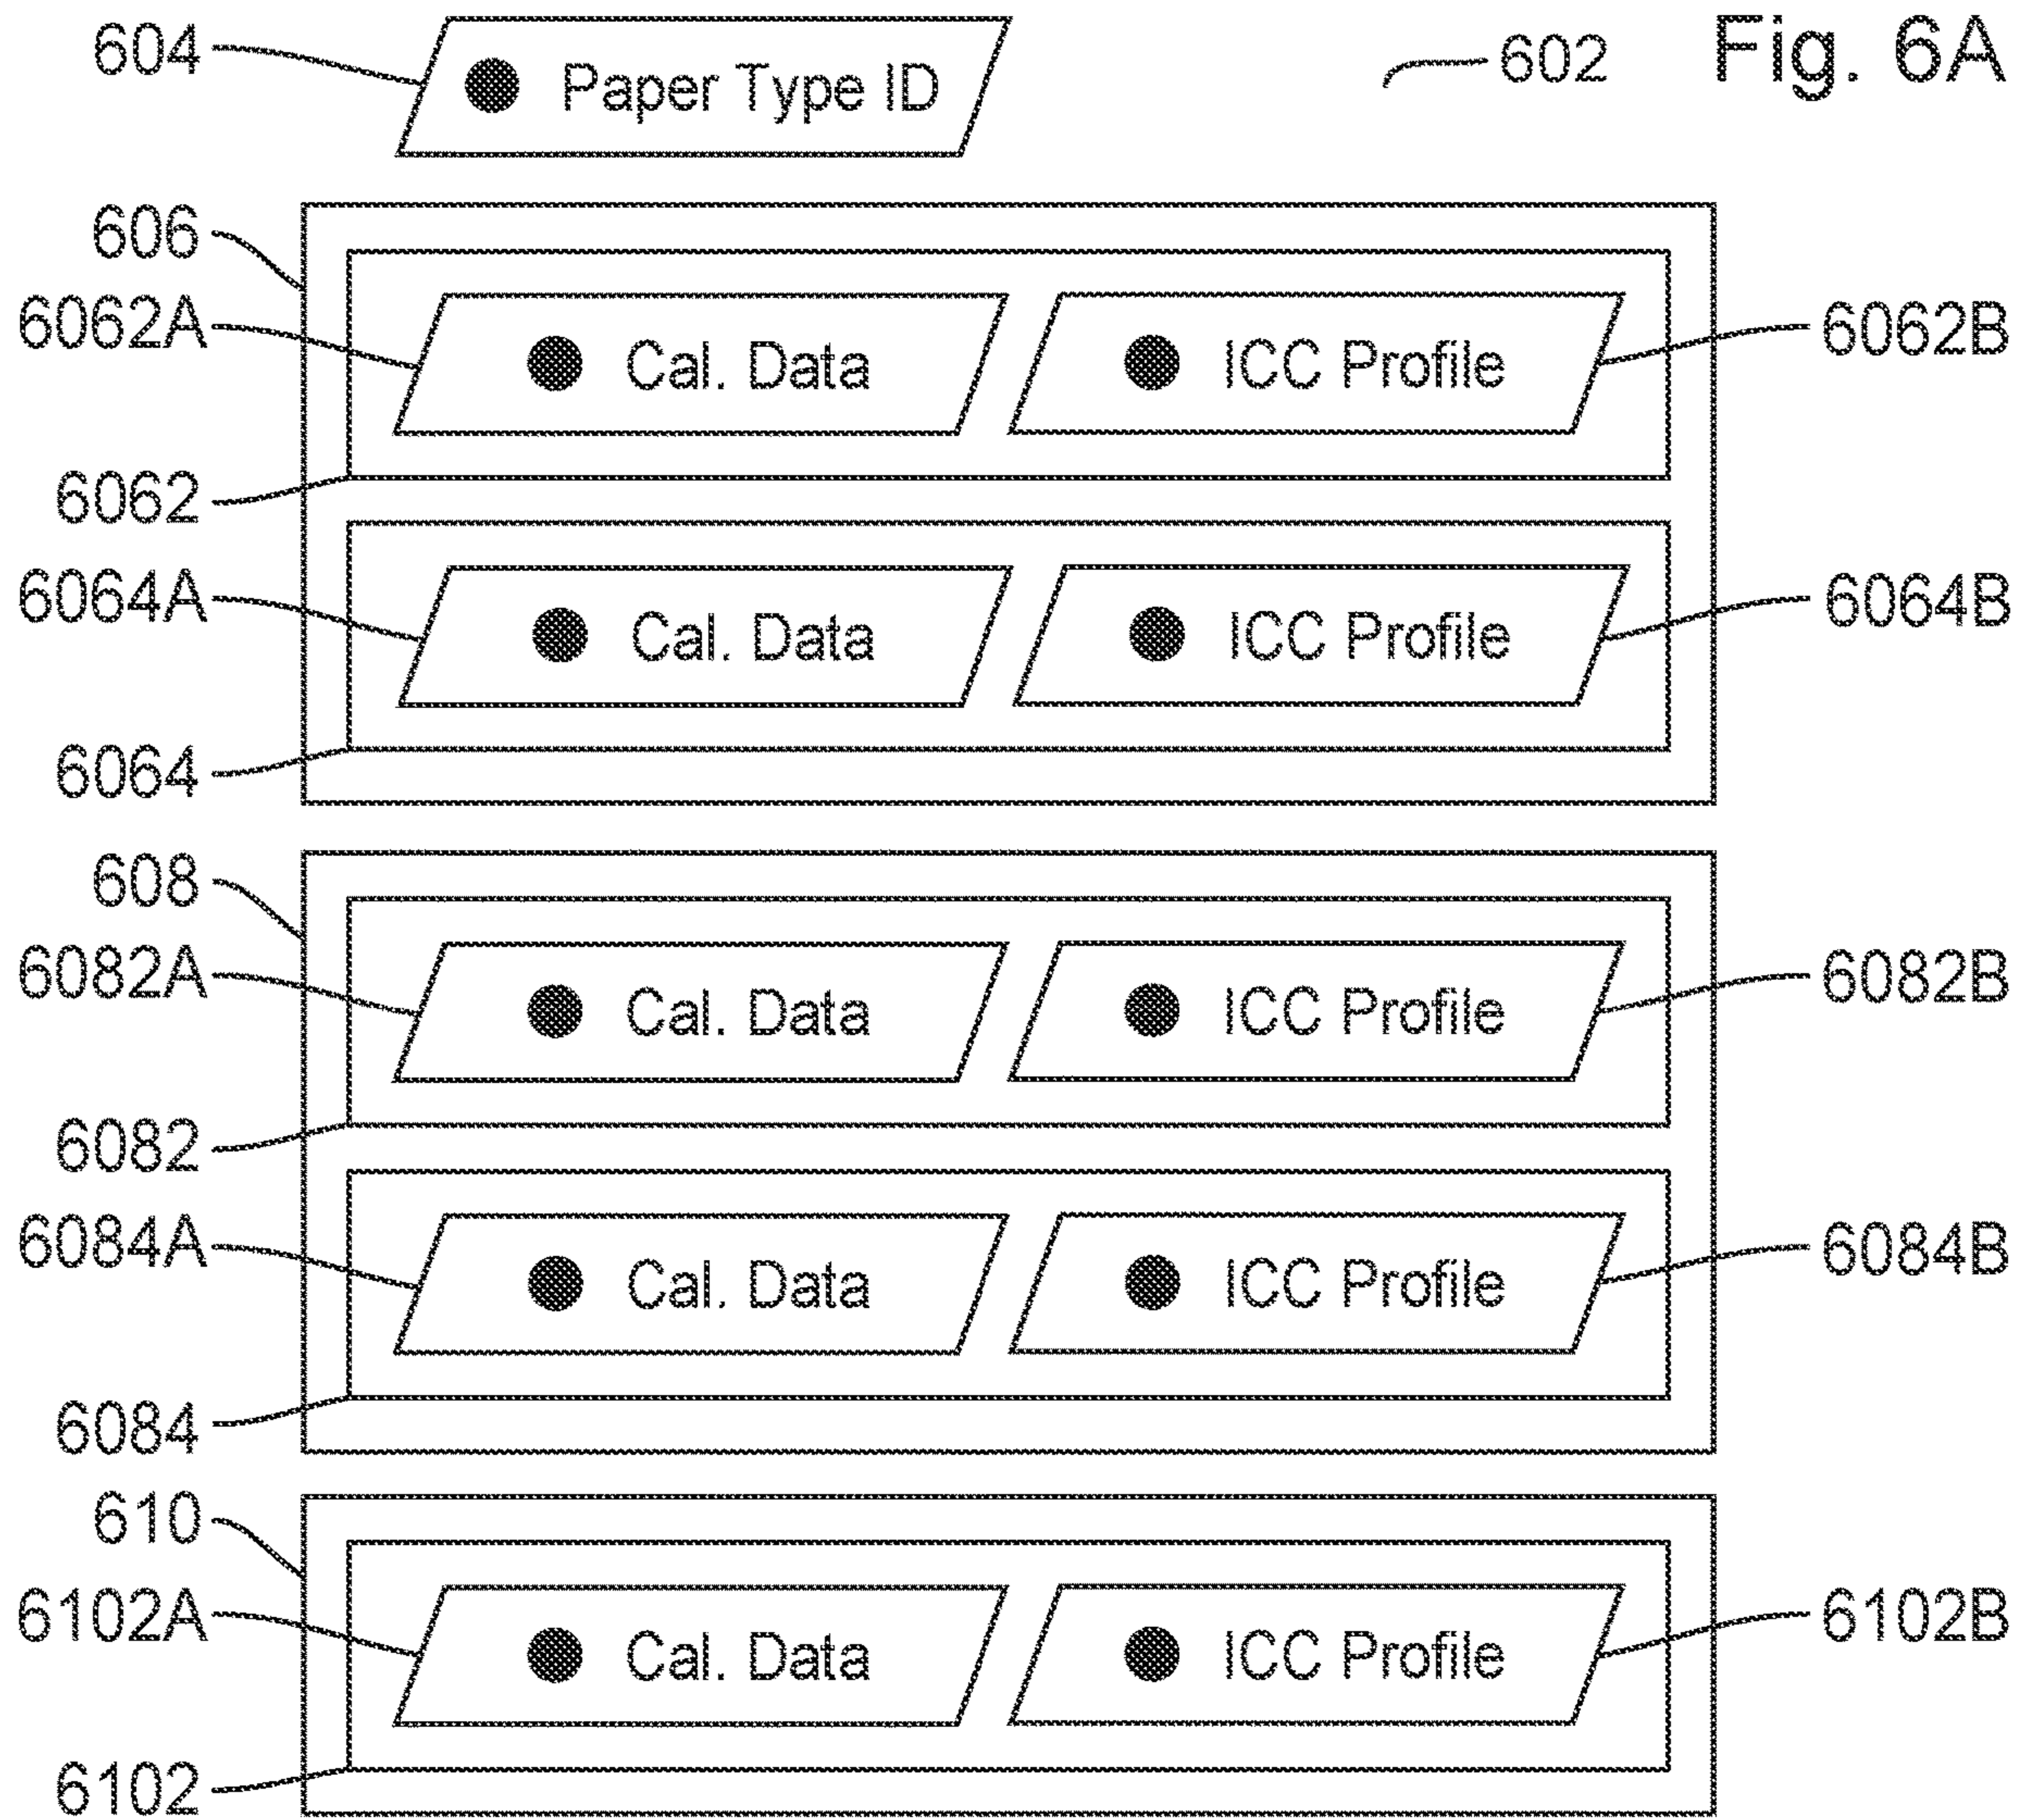 604 Paper Type ID 602 Fig. 6A
606
6062A Cal. Data ICC Profile 6062B
6062
6064A Cal. Data ICC Profile 6064B
6064
608
6082A Cal. Data ICC Profile 6082B
6082
6084A Cal. Data ICC Profile 6084B
6084
610
6102A Cal. Data ICC Profile 6102B
6102